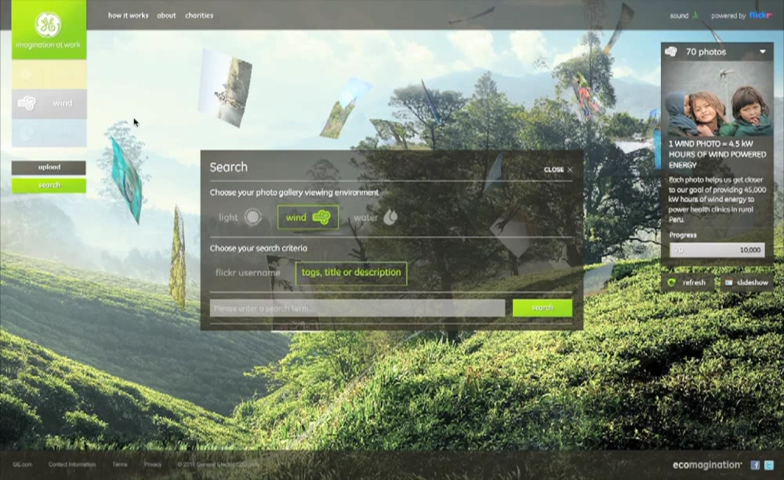 how it works about charities
sound powered by flickr
imagination at work
wind
upload
search
Search
CLOSE X
Choose your photo gallery viewing environment
light wind water
Choose your search criteria
flickr username tags, title or description
Please enter a search term...
search
70 photos
1 WIND PHOTO = 4.5 kW
HOURS OF WIND POWERED
ENERGY
Each photo helps us get closer
to our goal of providing 45,000
kW hours of wind energy to
power health clinics in rural
Peru.
Progress
10,000
refresh slideshow
GE.com Contact Information Terms Privacy
ecomagination